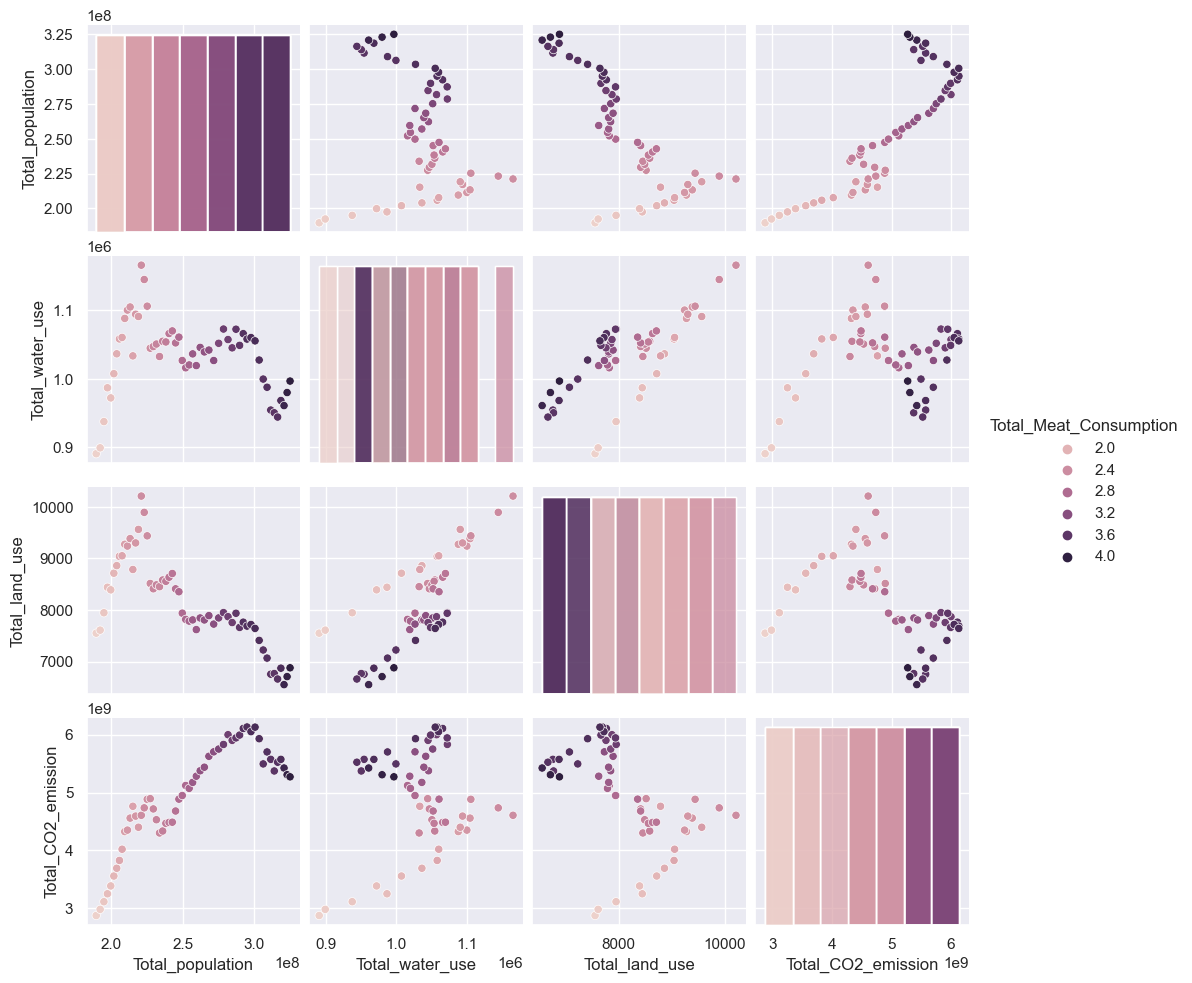 1e8
3.25
3.00
2.75
2.50
2.25
2.00
Total_population
1e6
1.1
1.0
0.9
Total_water_use
Total_Meat_Consumption
2.0
2.4
2.8
3.2
3.6
4.0
10000
9000
8000
7000
Total_land_use
1e9
6
5
4
3
Total_CO2_emission
2.0 2.5 3.0 0.9 1.0 1.1 8000 10000 3 4 5 6
Total_population 1e8 Total_water_use 1e6 Total_land_use Total_CO2_emission 1e9